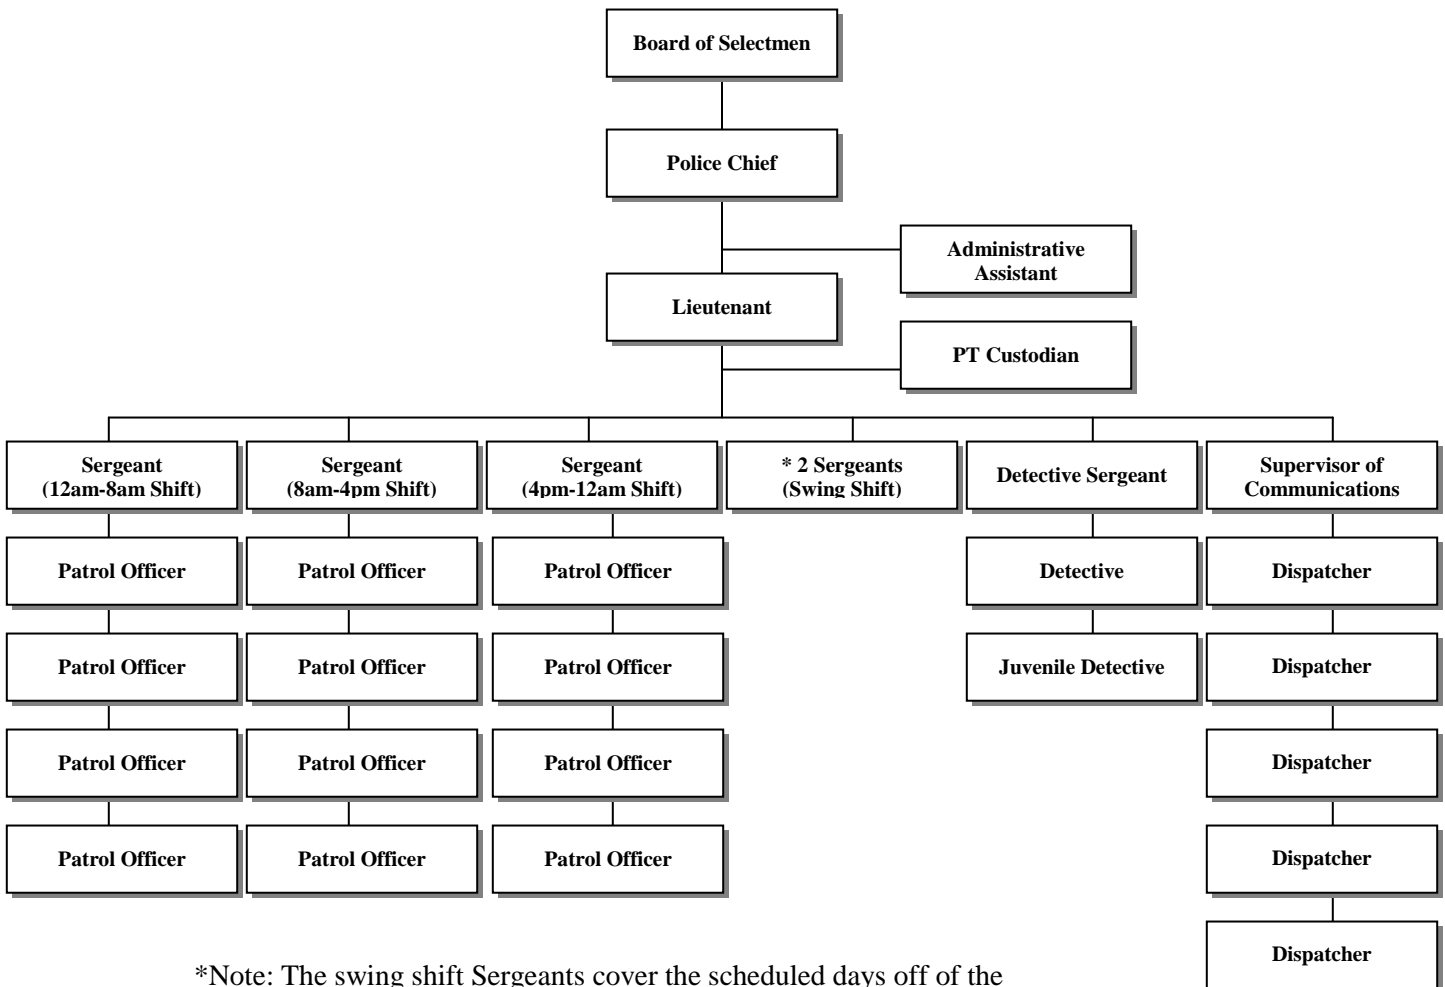 Board of Selectmen
Police Chief
Administrative
Assistant
Lieutenant
PT Custodian
Sergeant
(12am-8am Shift)
Sergeant
(8am-4pm Shift)
Sergeant
(4pm-12am Shift)
* 2 Sergeants
(Swing Shift)
Detective Sergeant
Supervisor of
Communications
Patrol Officer
Patrol Officer
Patrol Officer
Detective
Dispatcher
Patrol Officer
Patrol Officer
Patrol Officer
Juvenile Detective
Dispatcher
Patrol Officer
Patrol Officer
Patrol Officer
Dispatcher
Patrol Officer
Patrol Officer
Patrol Officer
Dispatcher
Dispatcher
*Note: The swing shift Sergeants cover the scheduled days off of the